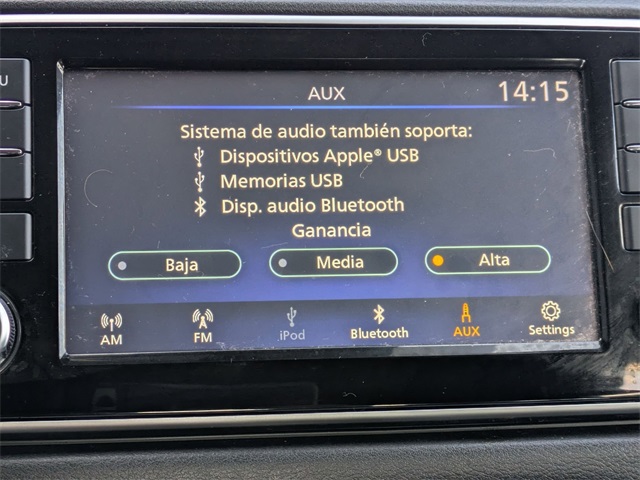 U
AUX 14:15
Sistema de audio también soporta:
Dispositivos Apple® USB
Memorias USB
Disp. audio Bluetooth
Ganancia
Baja Media Alta
AM FM iPod Bluetooth AUX Settings